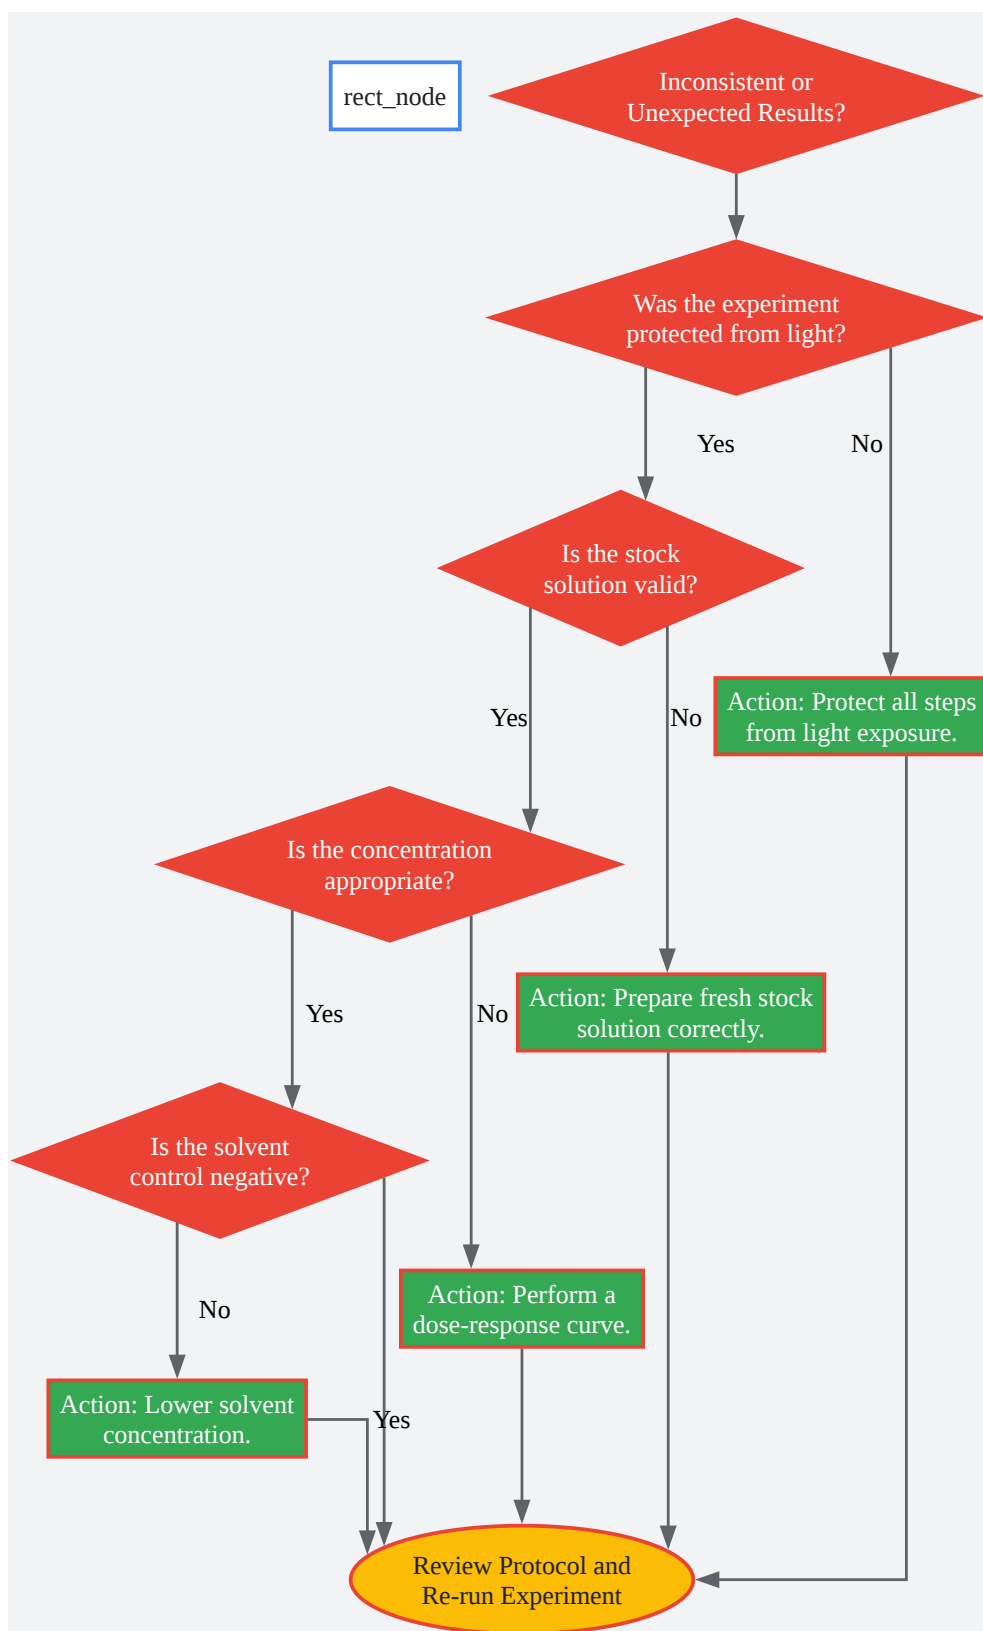 rect_node
Inconsistent or
Unexpected Results?
Was the experiment
protected from light?
Yes
No
Is the stock
solution valid?
Yes
No
Action: Protect all steps
from light exposure.
Is the concentration
appropriate?
Yes
No
Action: Prepare fresh stock
solution correctly.
Is the solvent
control negative?
No
Action: Perform a
dose-response curve.
Action: Lower solvent
concentration.
Yes
Review Protocol and
Re-run Experiment